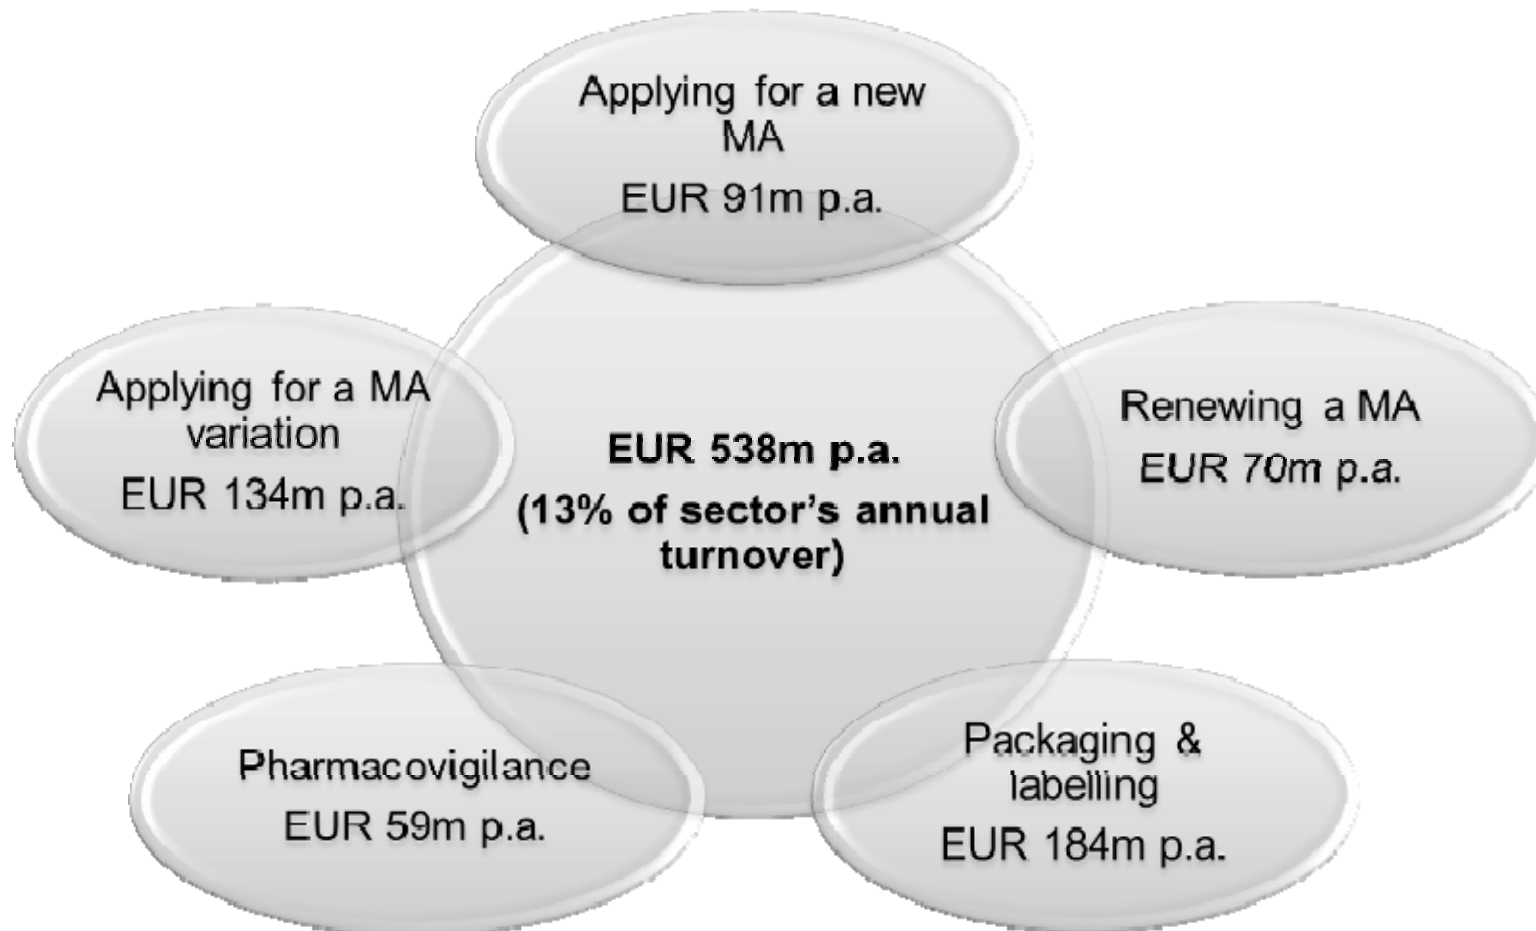 Applying for a new
MA
EUR 91m p.a.
Applying for a MA
variation
EUR 134m p.a.
EUR 538m p.a.
(13% of sector's annual
turnover)
Renewing a MA
EUR 70m p.a.
Pharmacovigilance
EUR 59m p.a.
Packaging &
labelling
EUR 184m p.a.